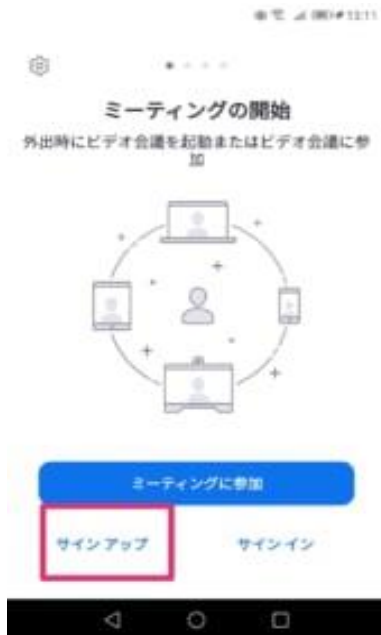 ミーティングの開始
外出時にビデオ会議を起動またはビデオ会議に参
加
ミーティングに参加
サイン アップ
サイン イン